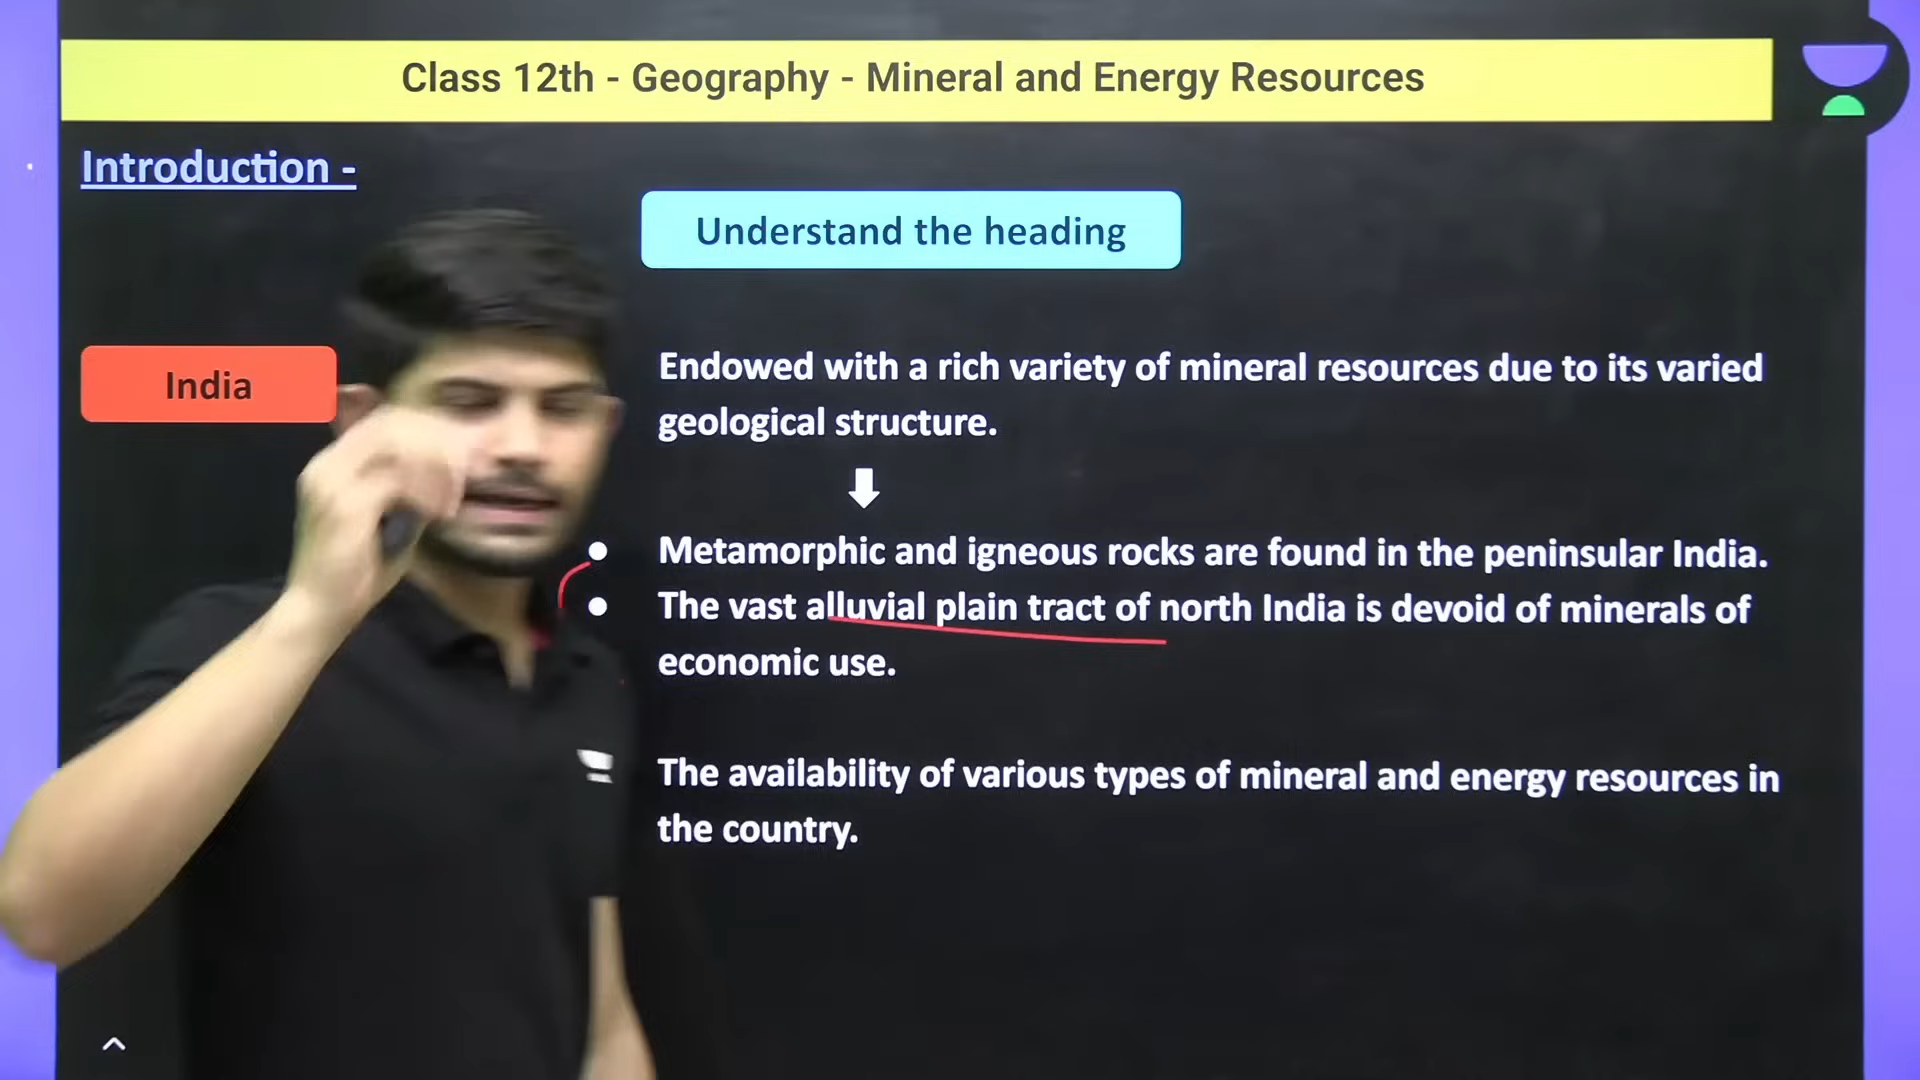 Class 12th - Geography - Mineral and Energy Resources
Introduction -
Understand the heading
India
Endowed with a rich variety of mineral resources due to its varied
geological structure.
Metamorphic and igneous rocks are found in the peninsular India.
The vast alluvial plain tract of north India is devoid of minerals of
economic use.
The availability of various types of mineral and energy resources in
the country.